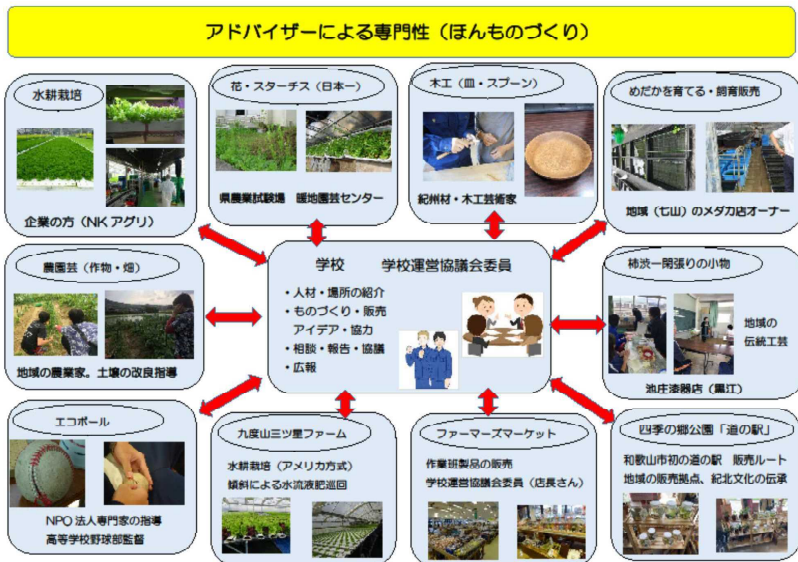 アドバイザーによる専門性（ほんものづくり）
水耕栽培
企業の方（NKアグリ）
花・スターチス（日本一）
県農業試験場　暖地園芸センター
木工（皿・スプーン）
紀州材・木工芸術家
めだかを育てる・飼育販売
地域（七山）のメダカ店オーナー
農園芸（作物・畑）
地域の農業家。土壌の改良指導
学校　学校運営協議会委員
・人材・場所の紹介
・ものづくり・販売
アイデア・協力
・相談・報告・協議
・広報
柿渋一閑張りの小物
地域の
伝統工芸
池庄漆器店（黒江）
エコボール
NPO法人専門家の指導
高等学校野球部監督
九度山三ツ星ファーム
水耕栽培（アメリカ方式）
傾斜による水流液肥巡回
ファーマーズマーケット
作業班製品の販売
学校運営協議会委員（店長さん）
四季の郷公園「道の駅」
和歌山市初の道の駅　販売ルート
地域の販売拠点、紀北文化の伝承